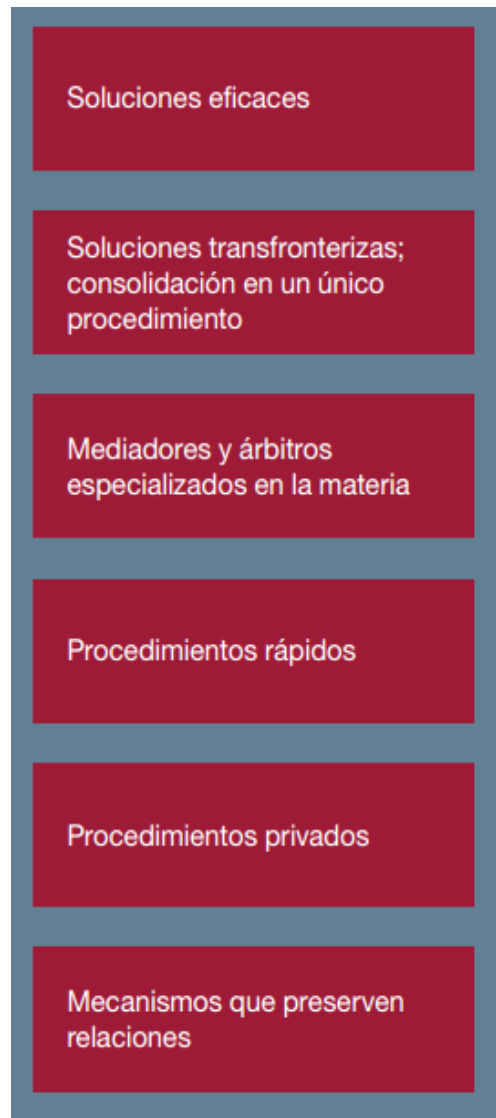 Soluciones eficaces
Soluciones transfronterizas;
consolidación en un único
procedimiento
Mediadores y árbitros
especializados en la materia
Procedimientos rápidos
Procedimientos privados
Mecanismos que preserven
relaciones